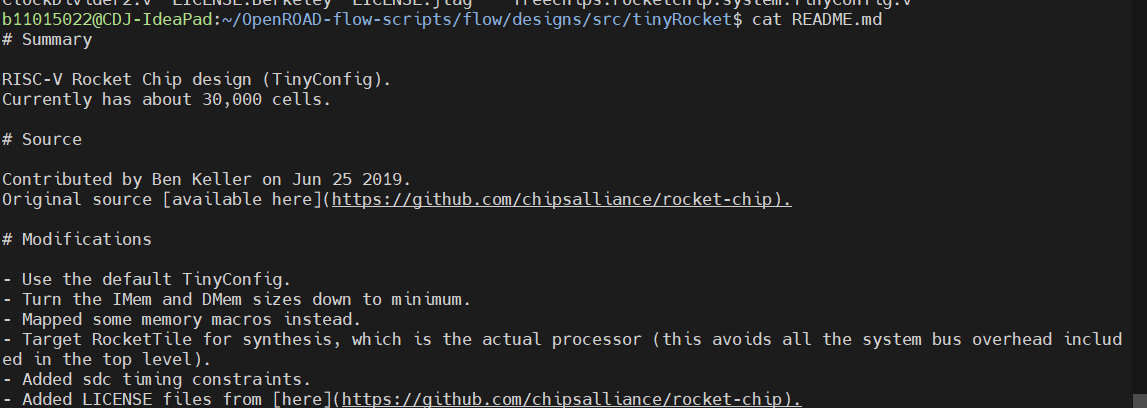 b11015022@CDJ-IdeaPad:~/OpenROAD-flow-scripts/flow/designs/src/tinyRocket$ cat README.md
# Summary
RISC-V Rocket Chip design (TinyConfig).
Currently has about 30,000 cells.
# Source
Contributed by Ben Keller on Jun 25 2019.
Original source [available here](https://github.com/chipsalliance/rocket-chip).
# Modifications
- Use the default TinyConfig.
- Turn the IMem and DMem sizes down to minimum.
- Mapped some memory macros instead.
- Target RocketTile for synthesis, which is the actual processor (this avoids all the system bus overhead includ
ed in the top level).
- Added sdc timing constraints.
- Added LICENSE files from [here](https://github.com/chipsalliance/rocket-chip).